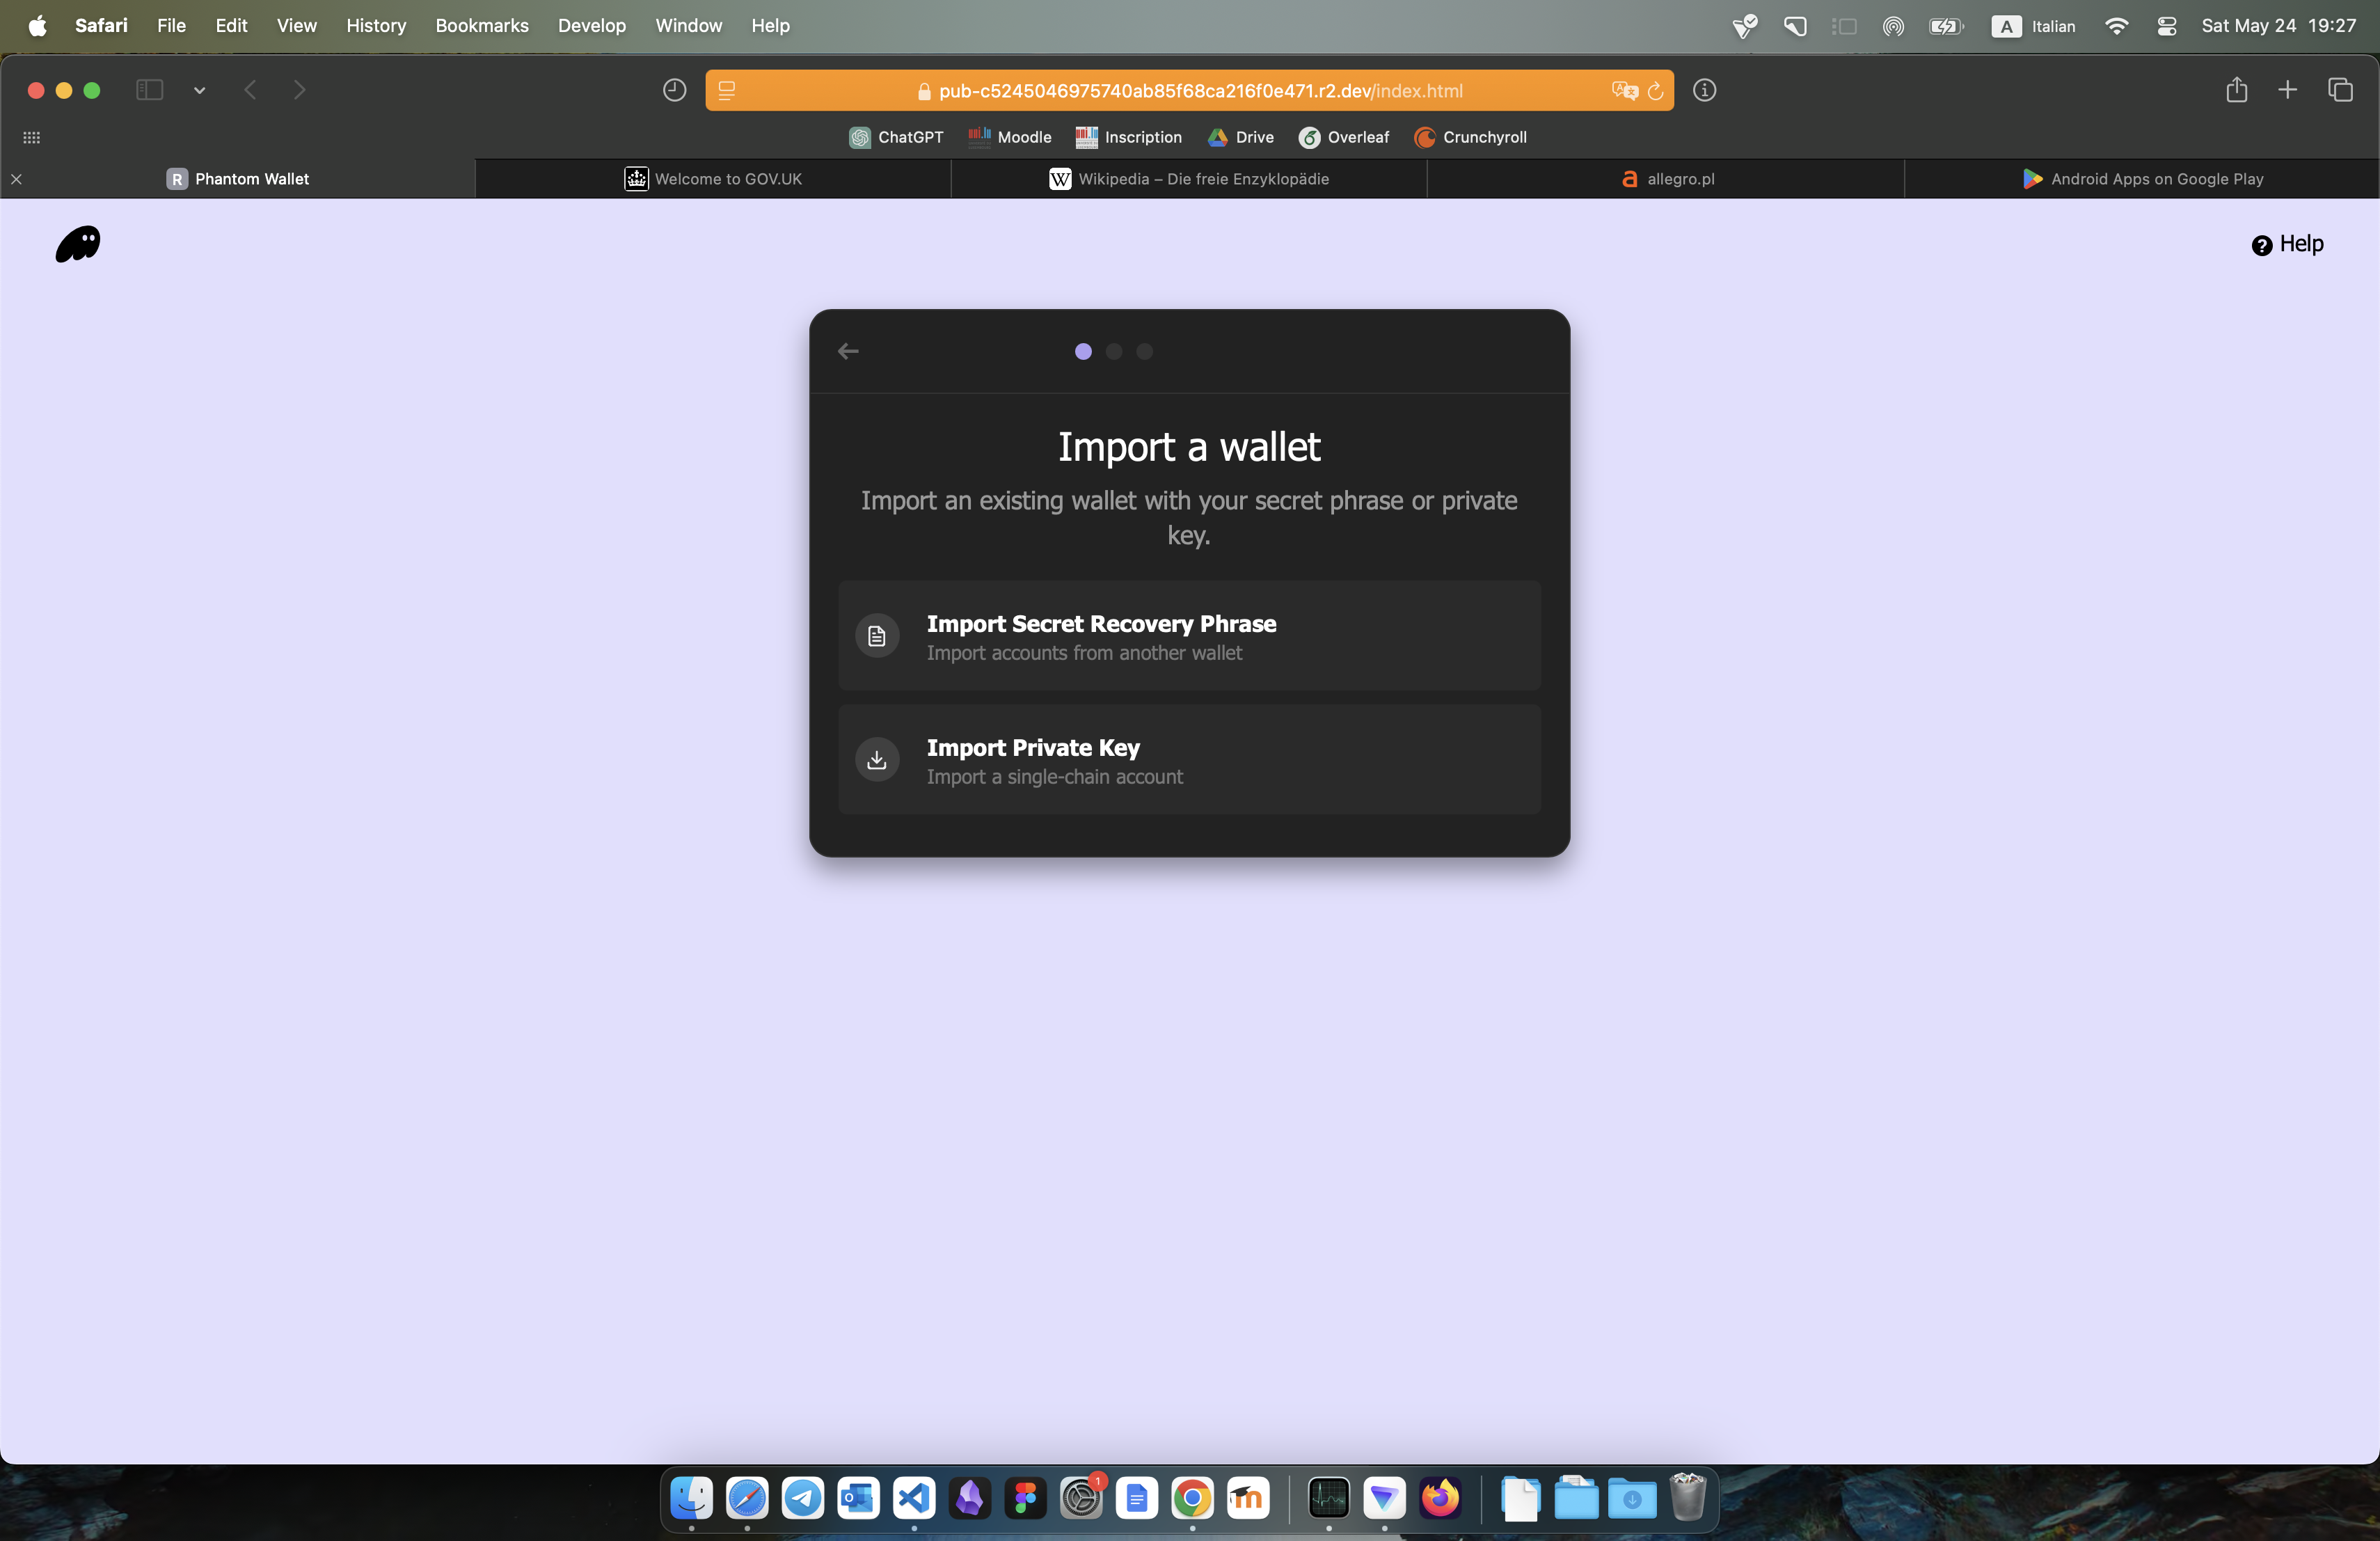 Safari File Edit View History Bookmarks Develop Window Help A Italian Sat May 24 19:27
pub-c5245046975740ab85f68ca216f0e471.r2.dev/index.html
ChatGPT Moodle Inscription Drive Overleaf Crunchyroll
R Phantom Wallet W Welcome to GOV.UK Wikipedia – Die freie Enzyklopädie a allegro.pl Android Apps on Google Play
? Help
Import a wallet
Import an existing wallet with your secret phrase or private
key.
Import Secret Recovery Phrase
Import accounts from another wallet
Import Private Key
Import a single-chain account
1